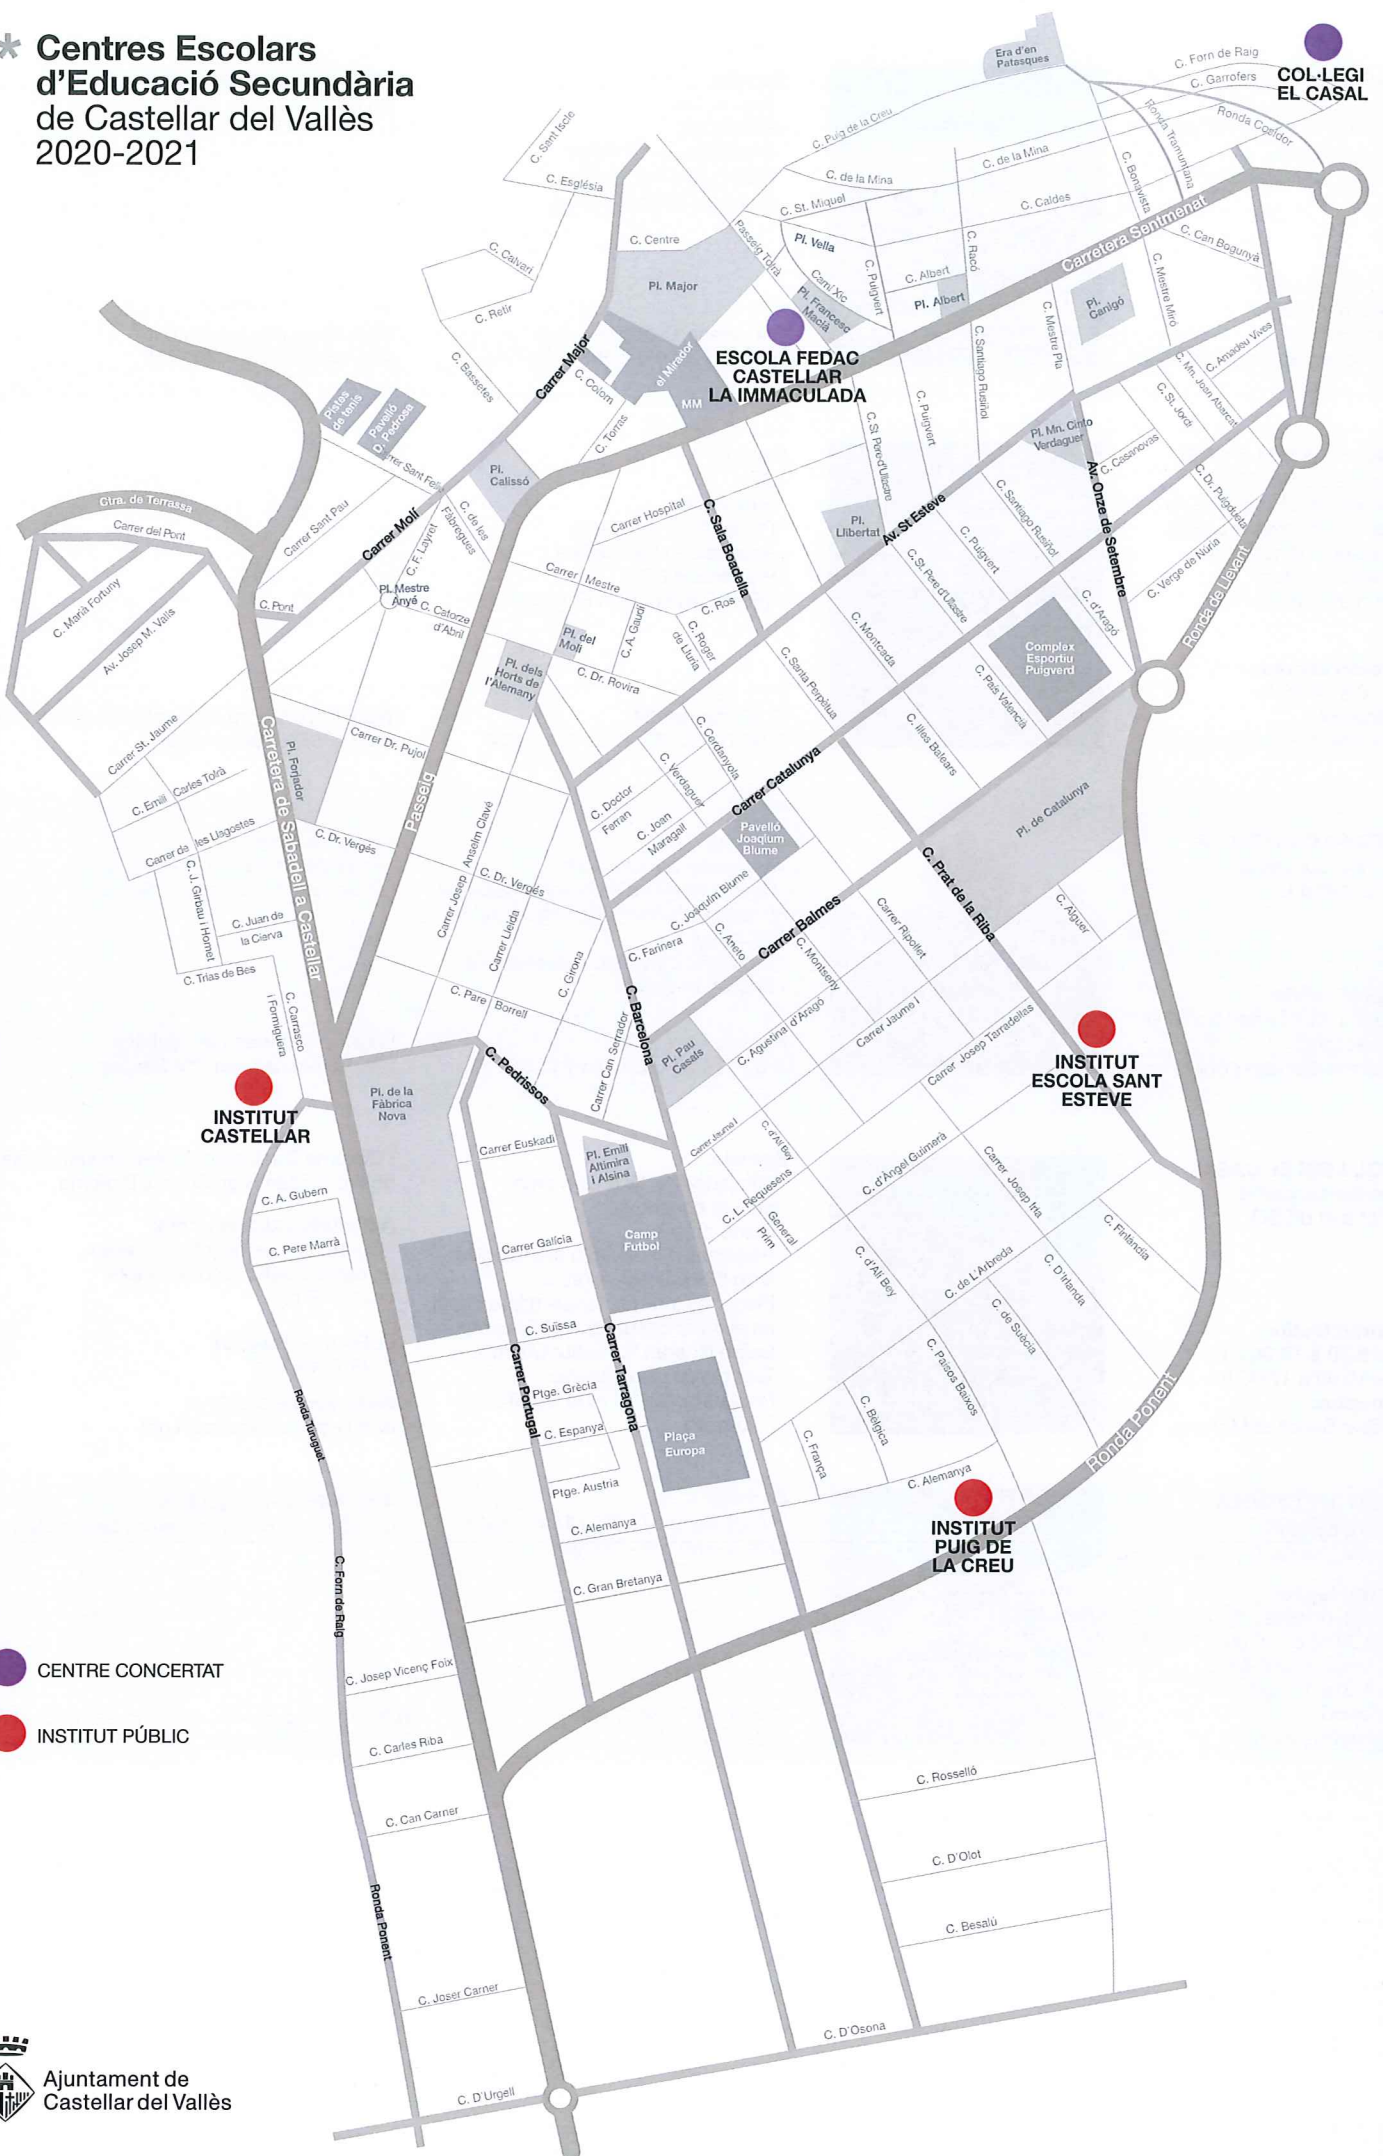 * Centres Escolars
d'Educació Secundària
de Castellar del Vallès
2020-2021
Era d'en
Patasques
C. Forn de Raig
C. Garrofers
COL·LEGI
EL CASAL
Ronda Cosidor
Ronda Tramuntana
C. Puig de la Creu
C. de la Mina
C. de la Mina
C. Bonavista
C. Sant Iscle
C. Església
C. St. Miquel
C. Caldes
Carretera Sentmenat
C. Can Bogunyà
C. Centre
Passeig Tolrà
Pl. Vella
C. Calvari
Pl. Major
Camí Xic
C. Puigvert
C. Albert
C. Racó
Pl. Albert
Pl.
Canigó
C. Mestre Miró
C. Retir
Pl. Francesc
Macià
C. Mestre Pla
C. Santiago Rusiñol
C. Amadeu Vives
C. Mn. Joan Abarcat
C. Bassetes
Carrer Major
C. Colom
el Mirador
MM
ESCOLA FEDAC
CASTELLAR
LA IMMACULADA
C. St. Jordi
Pistes
de tenis
Pavelló
D. Pedrosa
C. Torras
C. St Pere d'Ullastre
C. Puigvert
Pl. Mn. Cinto
Verdaguer
C. Casanovas
C. Dr. Puigdueta
Pl.
Calissó
Av. Onze de Setembre
Ctra. de Terrassa
Carrer del Pont
Carrer Sant Pau
Carrer Molí
C. F. Layret
C. de les
Fàbregues
Carrer Hospital
C. Sala Boadella
Pl.
Llibertat
Av. St Esteve
C. Santiago Rusiñol
C. Puigvert
C. Verge de Núria
Ronda de Llevant
C. Marià Fortuny
Av. Josep M. Valls
C. Pont
Pl. Mestre
Anyé
C. Catorze
d'Abril
Carrer Mestre
C. Ros
C. Roger
de Llúria
C. A. Gaudí
Pl. del
Molí
C. St. Pere d'Ullastre
C. d'Aragó
Complex
Esportiu
Puigverd
C. Montcada
C. Santa Perpètua
C. País Valencià
Pl. dels
Horts de
l'Alemany
C. Dr. Rovira
Carrer St. Jaume
Carretera de Sabadell a Castellar
Pl. Forjador
Carrer Dr. Pujol
Passeig
C. Cerdanyola
C. Verdaguer
C. Illes Balears
Carrer Catalunya
C. Emili Carles Tolrà
C. Doctor
Ferran
C. Joan
Maragall
Pavelló
Joaqium
Blume
Pl. de Catalunya
Carrer de les Llagostes
C. Dr. Vergés
Carrer Josep Anselm Clavé
C. Dr. Vergés
C. J. Girbau i Hornet
C. Juan de
la Cierva
Carrer Lleida
C. Joaquim Blume
C. Farinera
C. Aneto
Carrer Balmes
C. Montseny
Carrer Ripollet
C. Prat de la Riba
C. Alguer
C. Trias de Bes
C. Carrasco
i Formiguera
C. Pare Borrell
C. Girona
C. Barcelona
Carrer Can Serrador
C. Agustina d'Aragó
Carrer Jaume I
Carrer Josep Tarradellas
Pl. Pau
Casals
C. Pedrissos
INSTITUT
CASTELLAR
Pl. de la
Fàbrica
Nova
INSTITUT
ESCOLA SANT
ESTEVE
Carrer Euskadi
Pl. Emili
Altimira
i Alsina
Carrer Jaume I
C. d'Alí Bey
C. L. Requesens
General
Prim
C. d'Àngel Guimerà
Carrer Josep Irla
C. A. Gubern
C. Pere Marrà
Carrer Galícia
Camp
Futbol
C. d'Alí Bey
C. de L'Arbreda
C. D'Irlanda
C. Finlandia
C. Suïssa
C. de Suècia
C. Països Baixos
Carrer Portugal
Carrer Tarragona
Ptge. Grècia
C. Espanya
Ptge. Austria
Plaça
Europa
C. França
C. Bèlgica
C. Alemanya
Ronda Ponent
Ronda Turuguet
C. Alemanya
INSTITUT
PUIG DE
LA CREU
C. Gran Bretanya
C. Forn de Raig
CENTRE CONCERTAT
INSTITUT PÚBLIC
C. Josep Vicenç Foix
C. Carles Riba
C. Can Carner
C. Rosselló
C. D'Olot
C. Besalú
Ronda Ponent
C. Joser Carner
C. D'Osona
C. D'Urgell
Ajuntament de
Castellar del Vallès